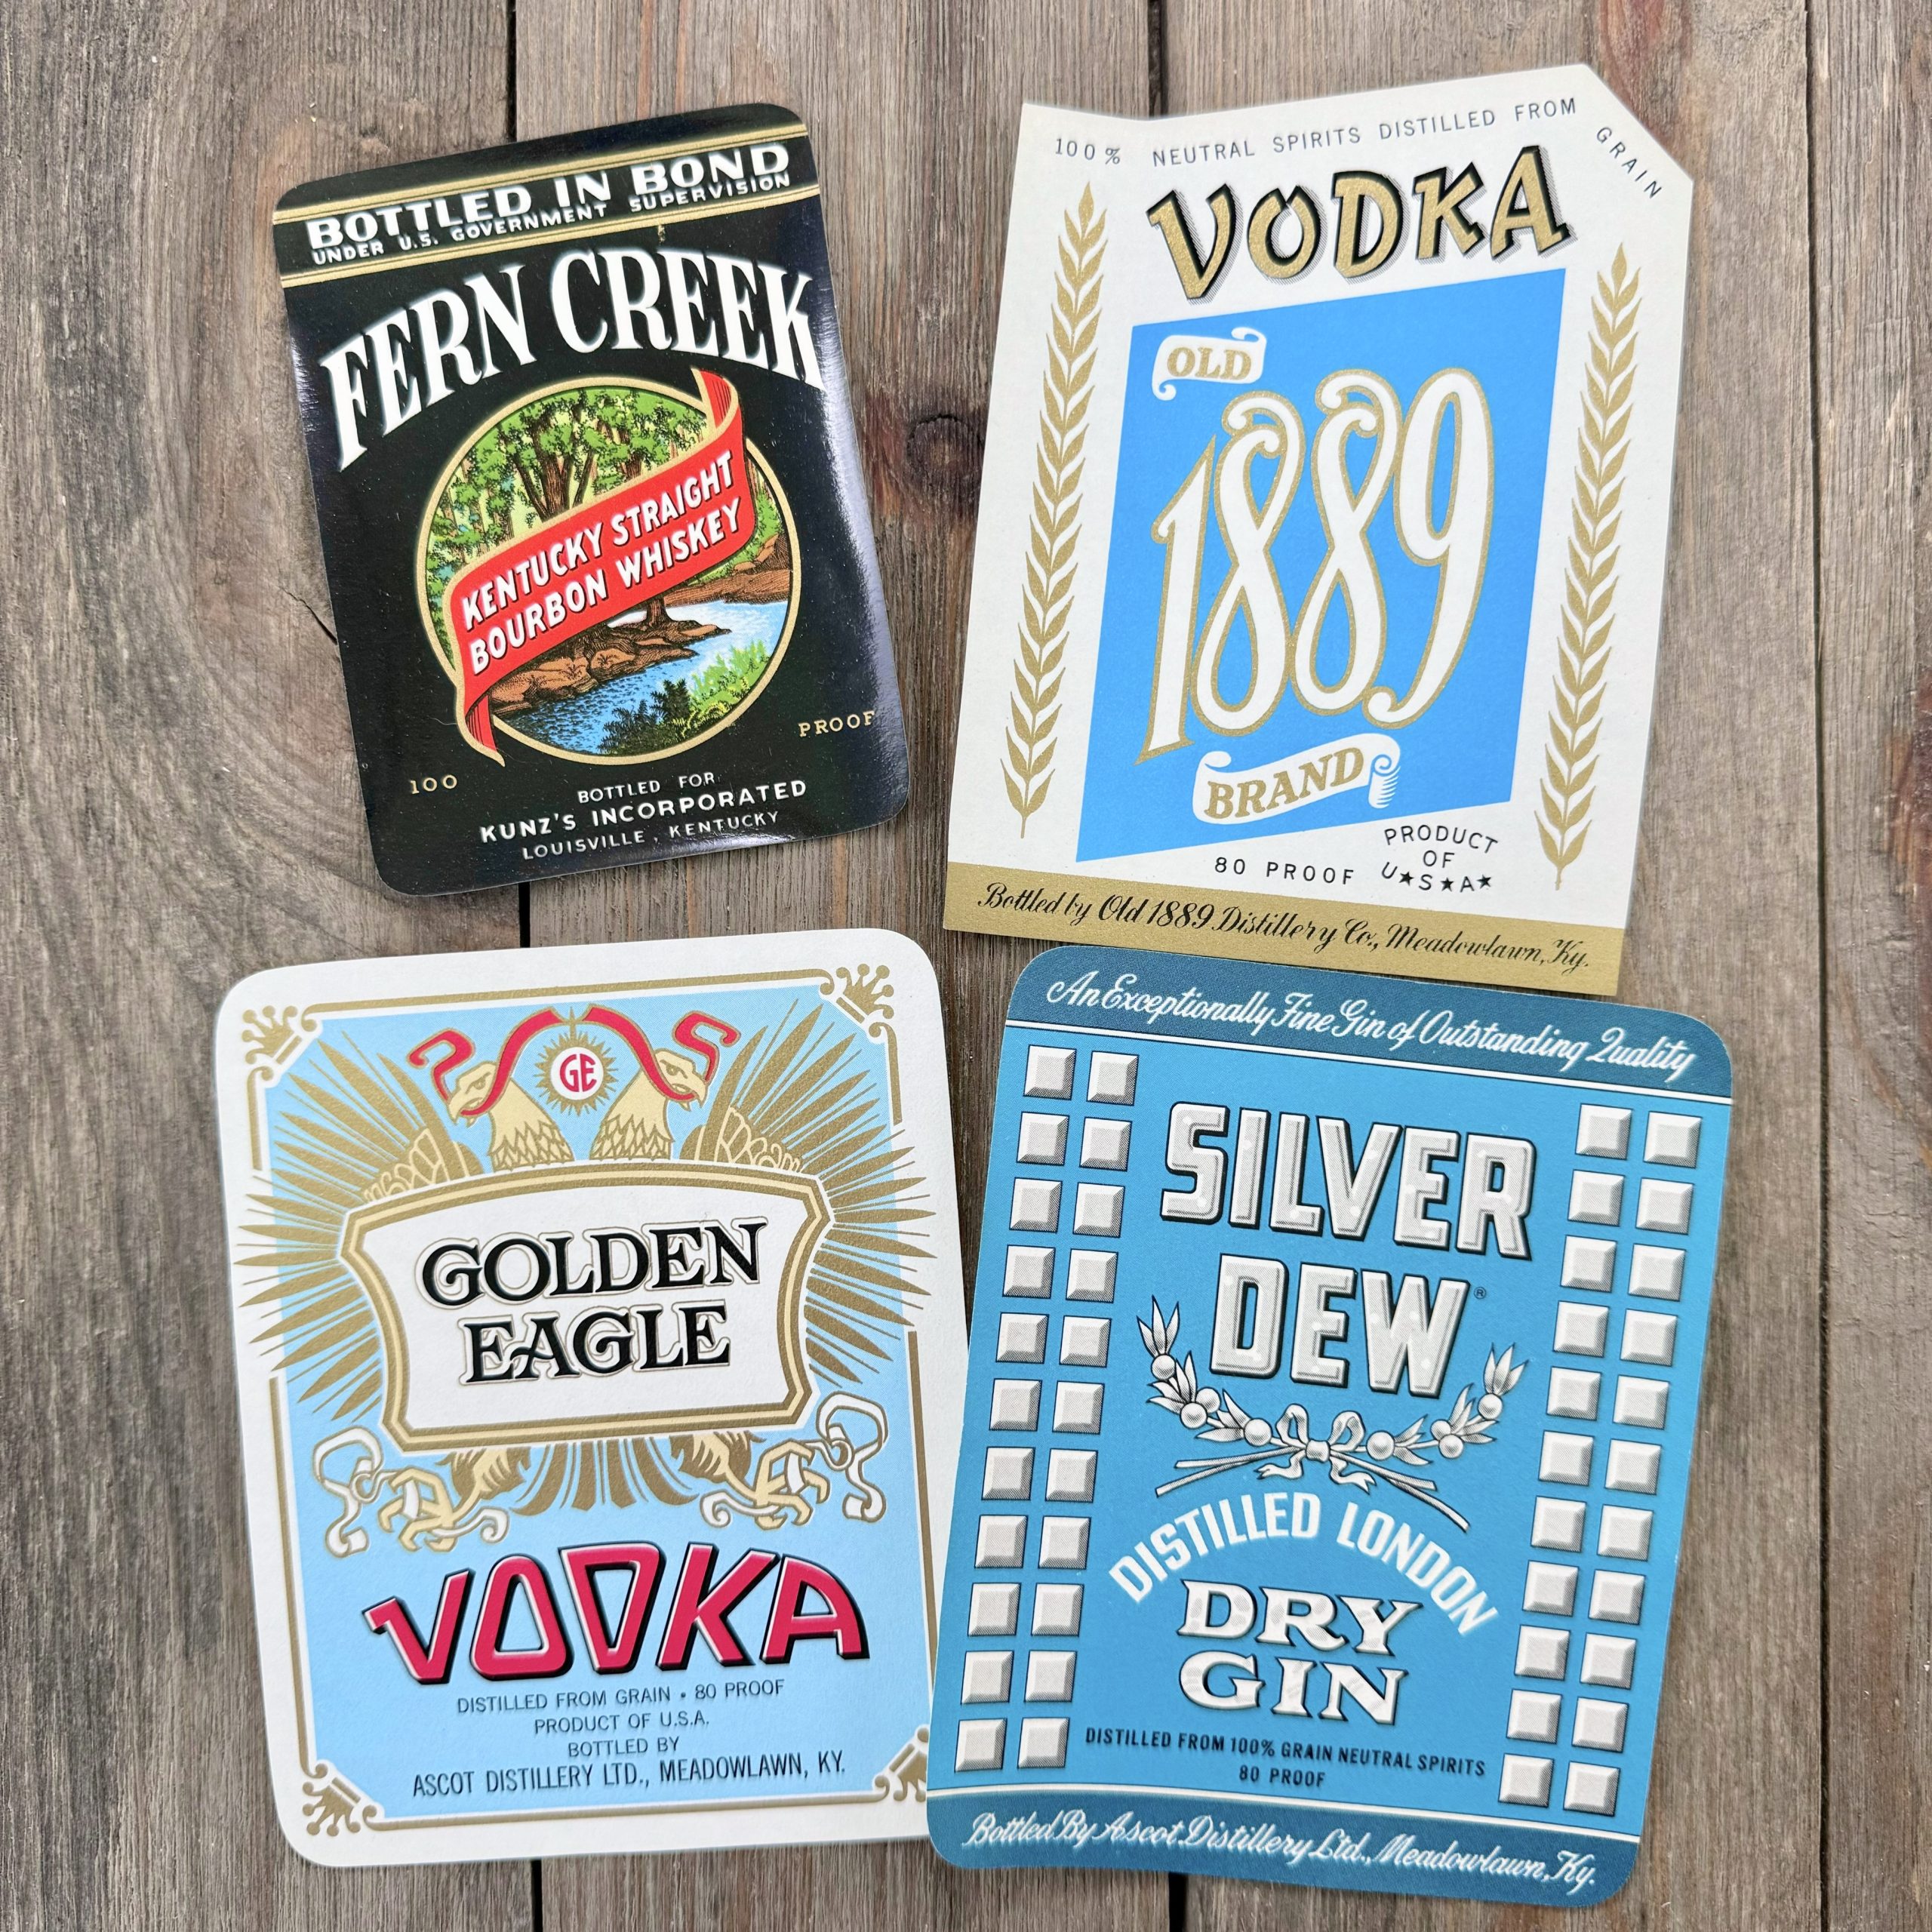 BOTTLED IN BOND
UNDER U.S. GOVERNMENT SUPERVISION
FERN CREEK
KENTUCKY STRAIGHT
BOURBON WHISKEY
100 PROOF
BOTTLED FOR
KUNZ'S INCORPORATED
LOUISVILLE, KENTUCKY
100% NEUTRAL SPIRITS DISTILLED FROM GRAIN
VODKA
OLD
1889
BRAND
80 PROOF
PRODUCT
OF
U★S★A★
Bottled by Old 1889 Distillery Co., Meadowlawn, Ky.
GE
GOLDEN
EAGLE
VODKA
DISTILLED FROM GRAIN • 80 PROOF
PRODUCT OF U.S.A.
BOTTLED BY
ASCOT DISTILLERY LTD., MEADOWLAWN, KY.
An Exceptionally Fine Gin of Outstanding Quality
SILVER
DEW®
DISTILLED LONDON
DRY
GIN
DISTILLED FROM 100% GRAIN NEUTRAL SPIRITS
80 PROOF
Bottled By Ascot Distillery Ltd., Meadowlawn, Ky.